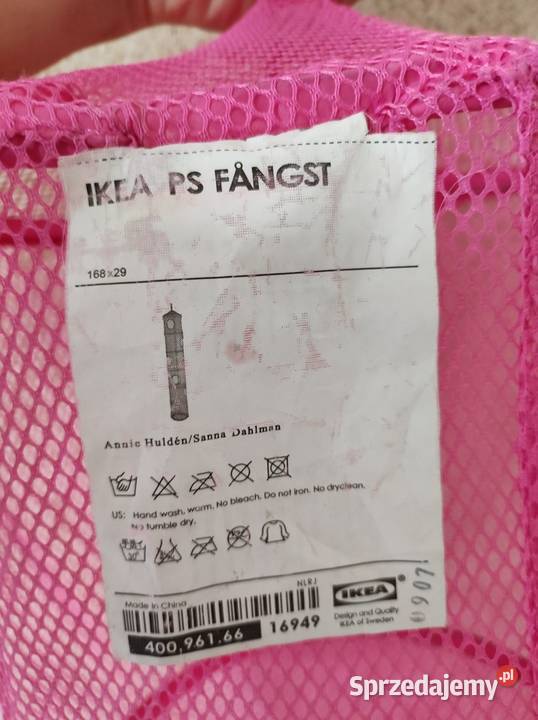 IKEA PS FÅNGST
168x29
Annie Huldén/Sanna Dahlman
US: Hand wash, warm. No bleach. Do not iron. No dryclean.
No tumble dry.
30°
NLRJ
Made in China
400,961.66
16949
IKEA®
Design and Quality
IKEA of Sweden
0907
Sprzedajemy.pl